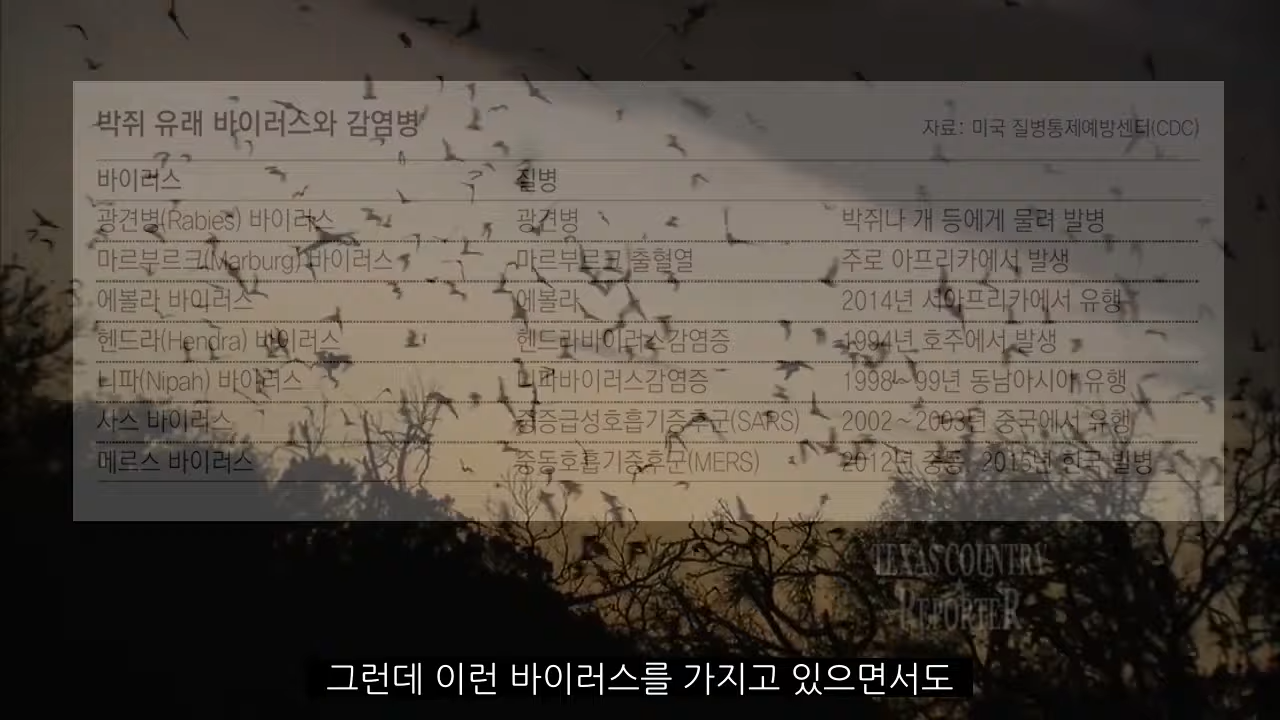 박쥐 유래 바이러스와 감염병
자료: 미국 질병통제예방센터(CDC)
바이러스 질병
광견병(Rabies) 바이러스 광견병 박쥐나 개 등에게 물려 발병
마르부르크(Marburg) 바이러스 마르부르크 출혈열 주로 아프리카에서 발생
에볼라 바이러스 에볼라 2014년 서아프리카에서 유행
헨드라(Hendra) 바이러스 헨드라바이러스감염증 1994년 호주에서 발생
니파(Nipah) 바이러스 니파바이러스감염증 1998~99년 동남아시아 유행
사스 바이러스 중증급성호흡기증후군(SARS) 2002~2003년 중국에서 유행
메르스 바이러스 중동호흡기증후군(MERS) 2012년 중동, 2015년 한국 발병
TEXAS COUNTRY
REPORTER
그런데 이런 바이러스를 가지고 있으면서도